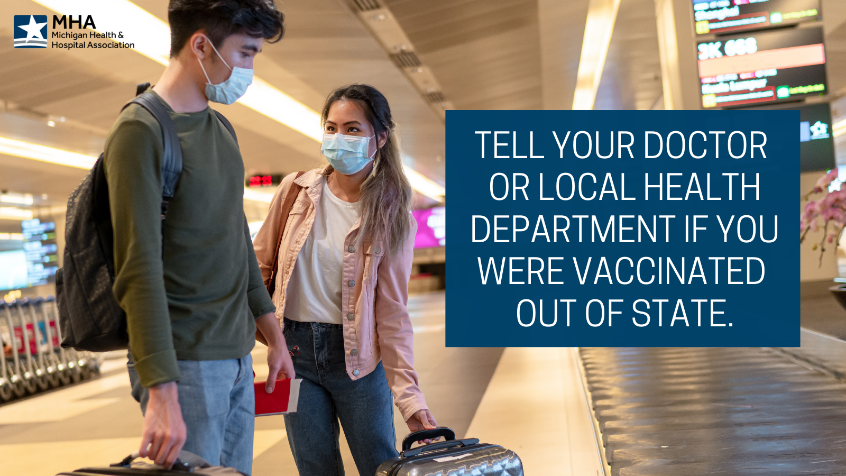 MHA
Michigan Health &
Hospital Association
TELL YOUR DOCTOR
OR LOCAL HEALTH
DEPARTMENT IF YOU
WERE VACCINATED
OUT OF STATE.